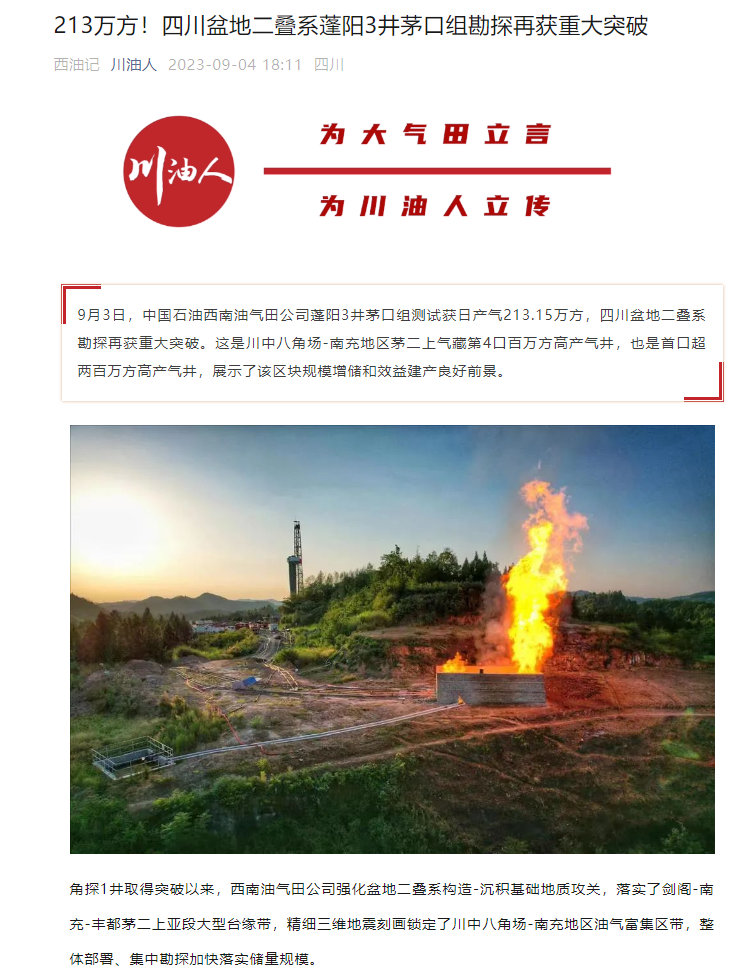 213万方！四川盆地二叠系蓬阳3井茅口组勘探再获重大突破
西油记 川油人 2023-09-04 18:11 四川
川油人
为大气田立言
为川油人立传
9月3日，中国石油西南油气田公司蓬阳3井茅口组测试获日产气213.15万方，四川盆地二叠系
勘探再获重大突破。这是川中八角场-南充地区茅二上气藏第4口百万方高产气井，也是首口超
两百万方高产气井，展示了该区块规模增储和效益建产良好前景。
角探1井取得突破以来，西南油气田公司强化盆地二叠系构造-沉积基础地质攻关，落实了剑阁-南
充-丰都茅二上亚段大型台缘带，精细三维地震刻画锁定了川中八角场-南充地区油气富集区带，整
体部署、集中勘探加快落实储量规模。